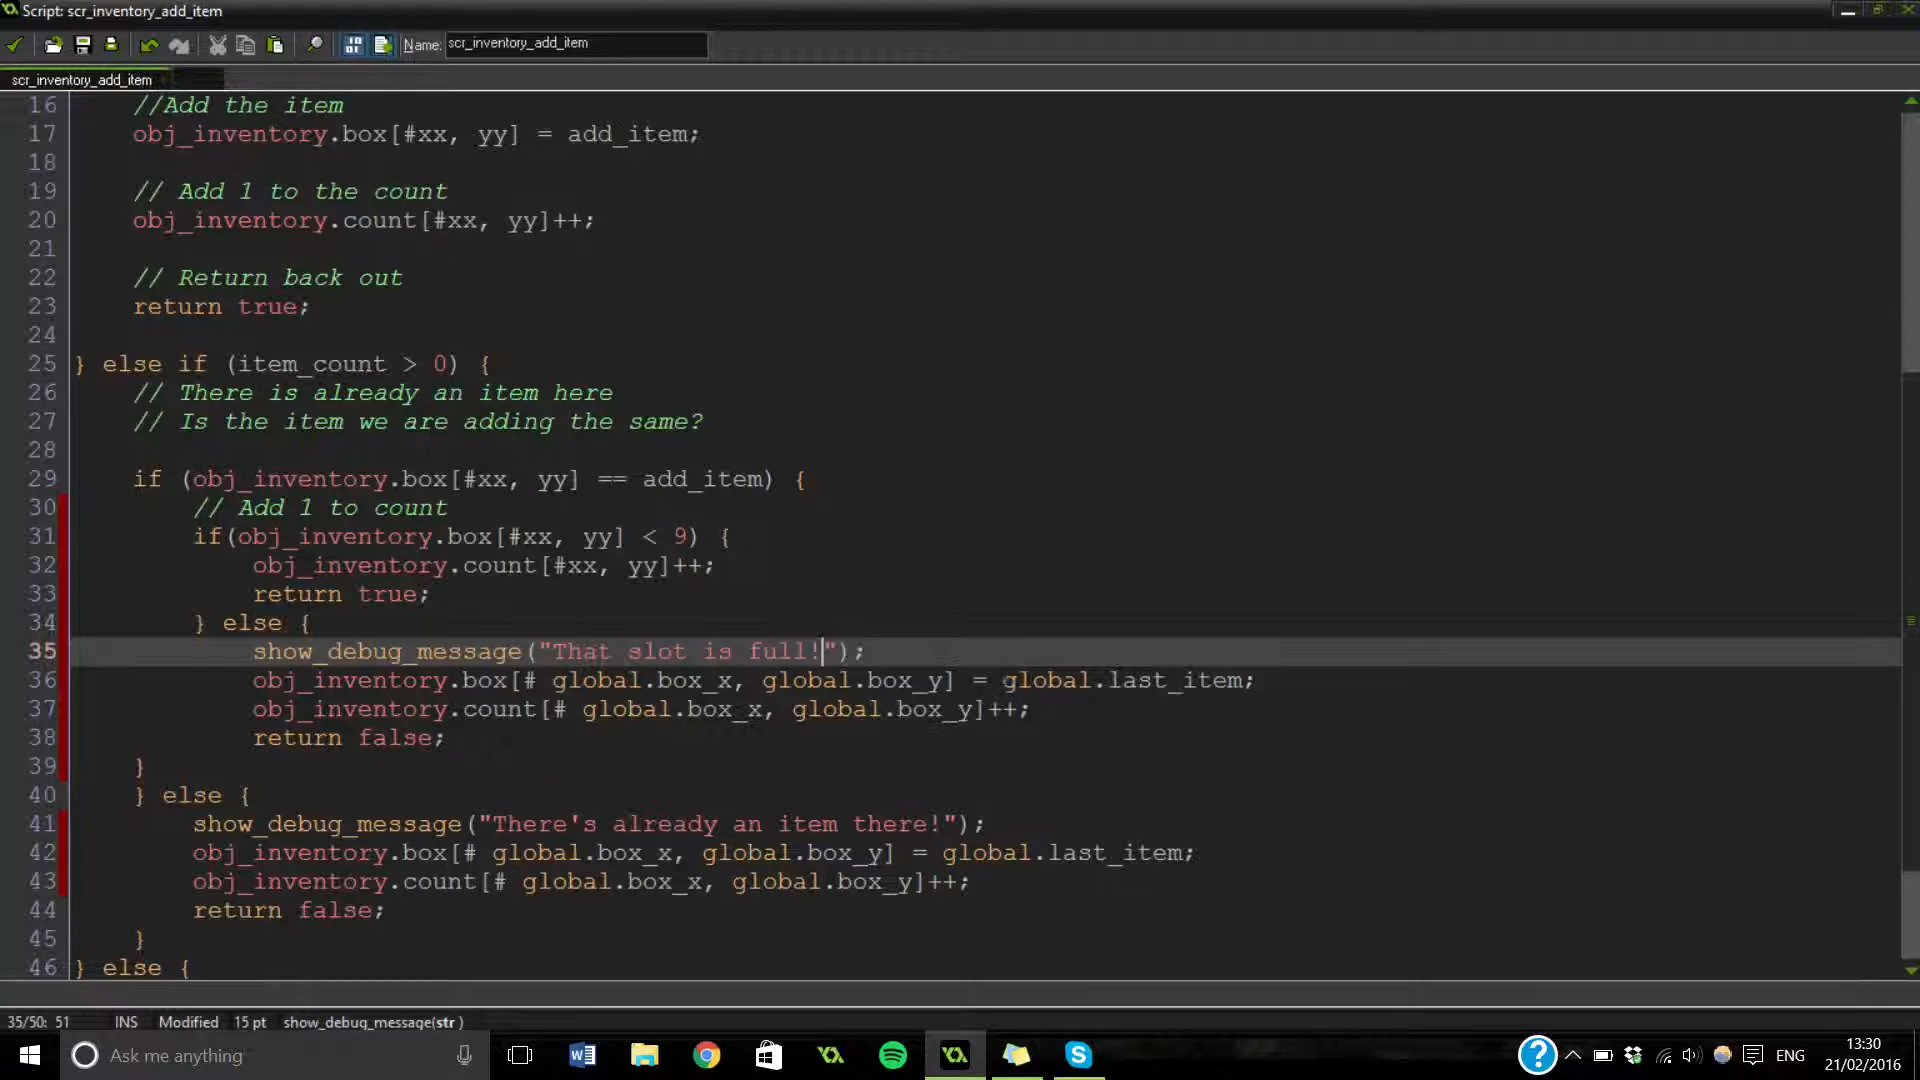 Script: scr_inventory_add_item
Name: scr_inventory_add_item
scr_inventory_add_item
16 //Add the item
17 obj_inventory.box[#xx, yy] = add_item;
18
19 // Add 1 to the count
20 obj_inventory.count[#xx, yy]++;
21
22 // Return back out
23 return true;
24
25 } else if (item_count > 0) {
26 // There is already an item here
27 // Is the item we are adding the same?
28
29 if (obj_inventory.box[#xx, yy] == add_item) {
30 // Add 1 to count
31 if(obj_inventory.box[#xx, yy] < 9) {
32 obj_inventory.count[#xx, yy]++;
33 return true;
34 } else {
35 show_debug_message("That slot is full!");
36 obj_inventory.box[# global.box_x, global.box_y] = global.last_item;
37 obj_inventory.count[# global.box_x, global.box_y]++;
38 return false;
39 }
40 } else {
41 show_debug_message("There's already an item there!");
42 obj_inventory.box[# global.box_x, global.box_y] = global.last_item;
43 obj_inventory.count[# global.box_x, global.box_y]++;
44 return false;
45 }
46 } else {
35/50: 51 INS Modified 15 pt show_debug_message(str )
Ask me anything
ENG
13:30
21/02/2016